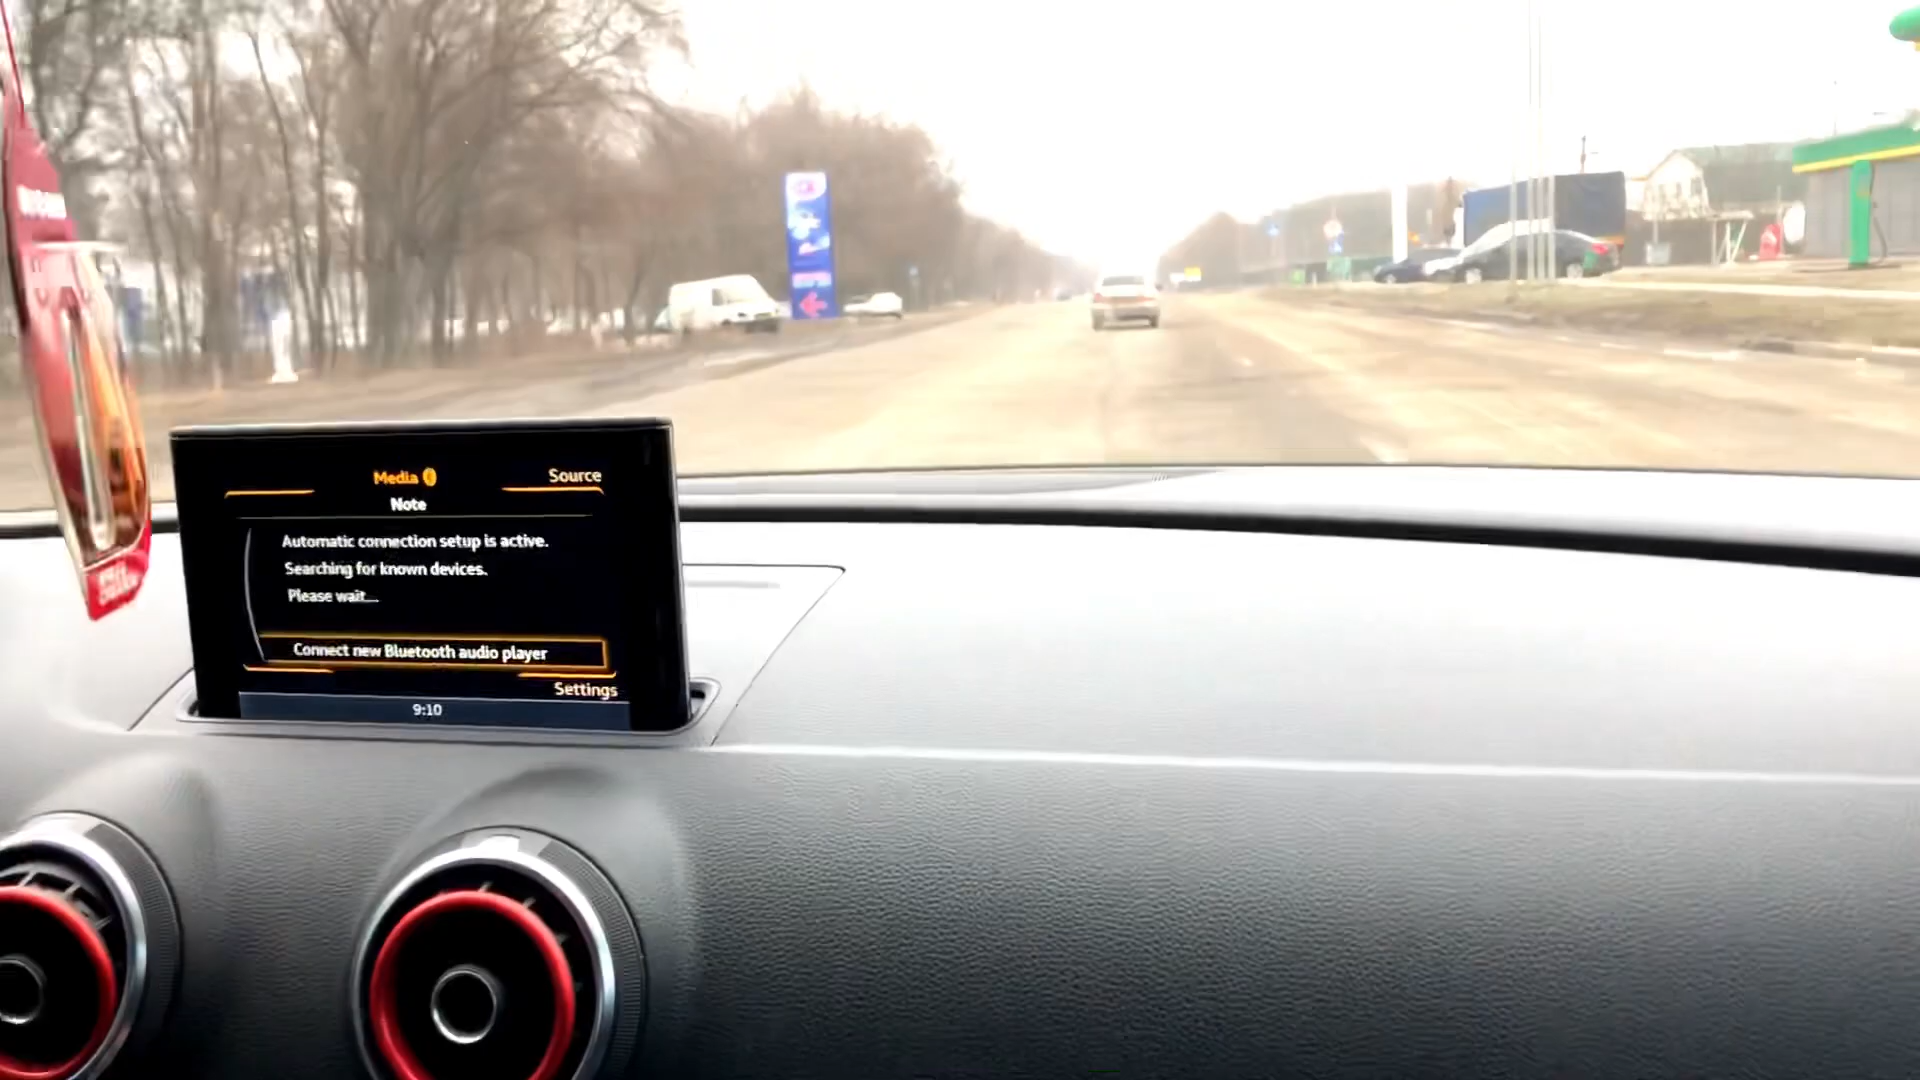 Media
Source
Note
Automatic connection setup is active.
Searching for known devices.
Please wait...
Connect new Bluetooth audio player
Settings
9:10